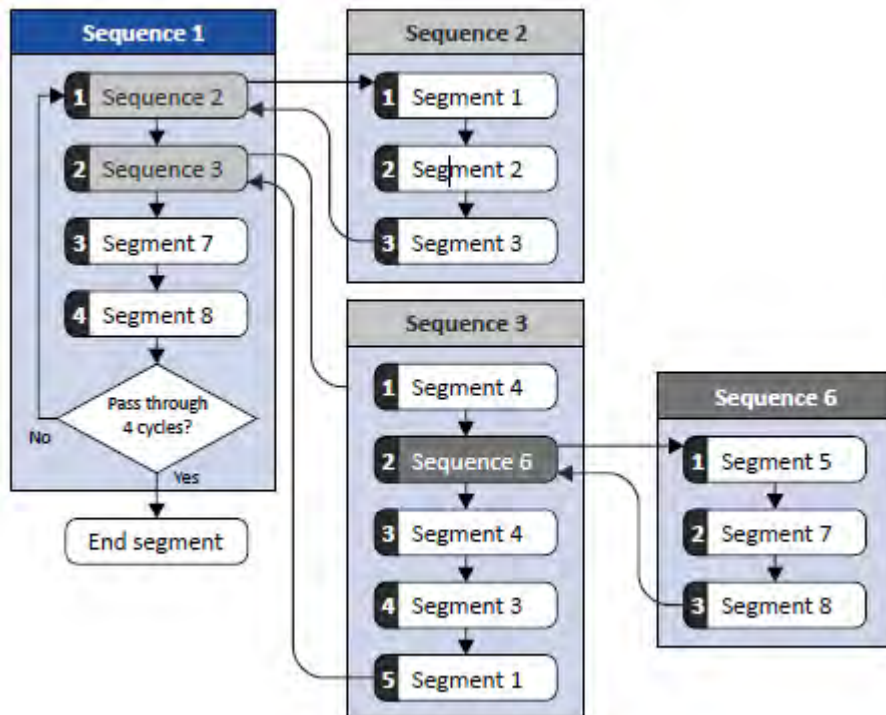 Sequence 1
1 Sequence 2
2 Sequence 3
3 Segment 7
4 Segment 8
Pass through
4 cycles?
No
Yes
End segment
Sequence 2
1 Segment 1
2 Segment 2
3 Segment 3
Sequence 3
1 Segment 4
2 Sequence 6
3 Segment 4
4 Segment 3
5 Segment 1
Sequence 6
1 Segment 5
2 Segment 7
3 Segment 8